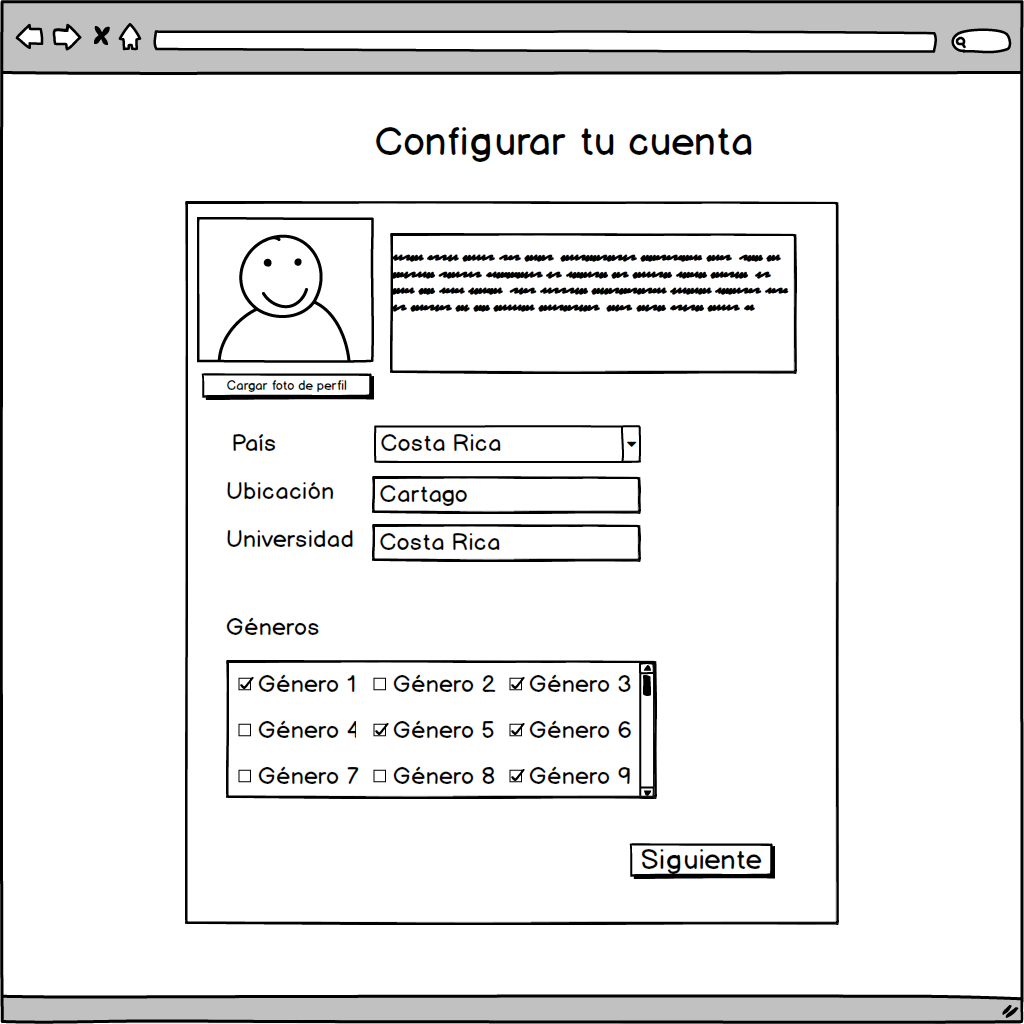 Configurar tu cuenta
Cargar foto de perfil
País Costa Rica
Ubicación Cartago
Universidad Costa Rica
Géneros
Género 1 Género 2 Género 3
Género 4 Género 5 Género 6
Género 7 Género 8 Género 9
Siguiente